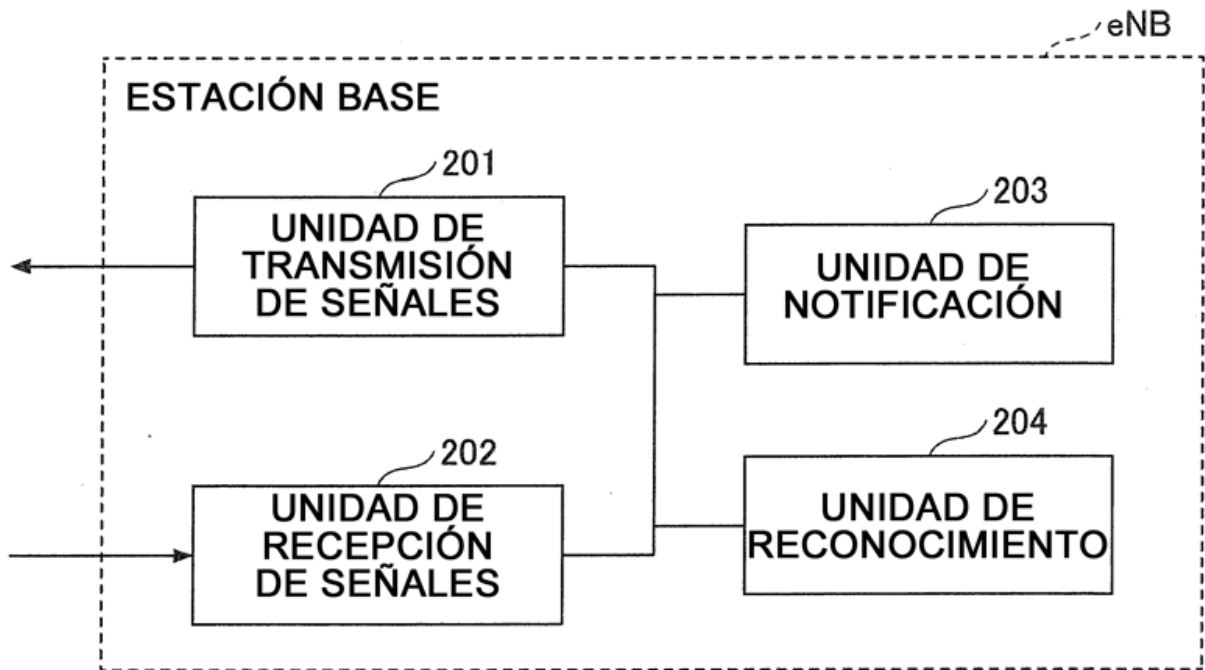 eNB
ESTACIÓN BASE
201
UNIDAD DE
TRANSMISIÓN
DE SEÑALES
203
UNIDAD DE
NOTIFICACIÓN
202
UNIDAD DE
RECEPCIÓN
DE SEÑALES
204
UNIDAD DE
RECONOCIMIENTO